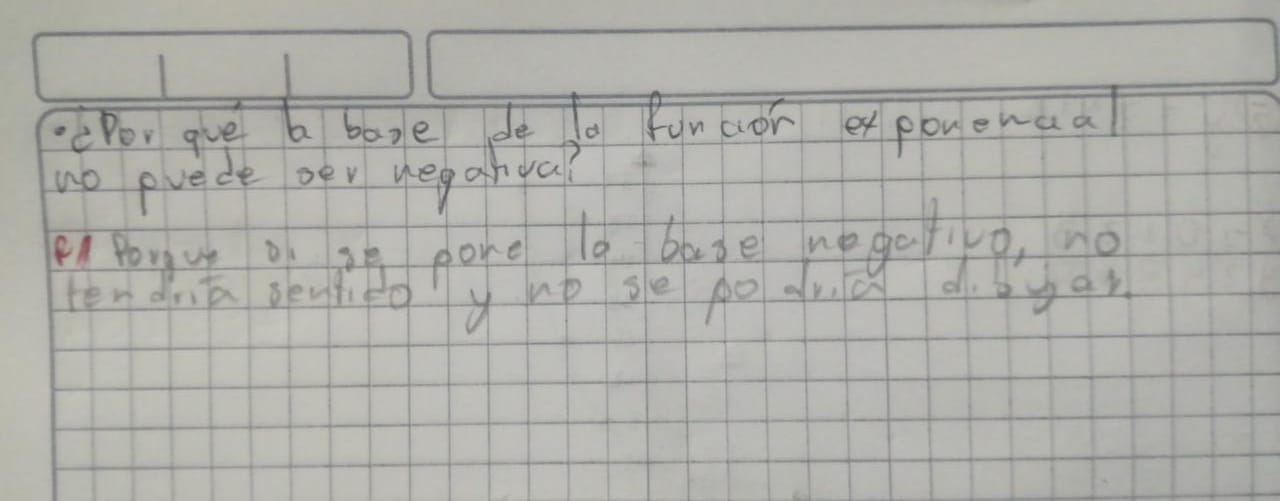 •¿Por qué la base de la función exponencial
no puede ser negativa?
R/ Porque si se pone la base negativo, no
tendría sentido y no se podría dibujar.